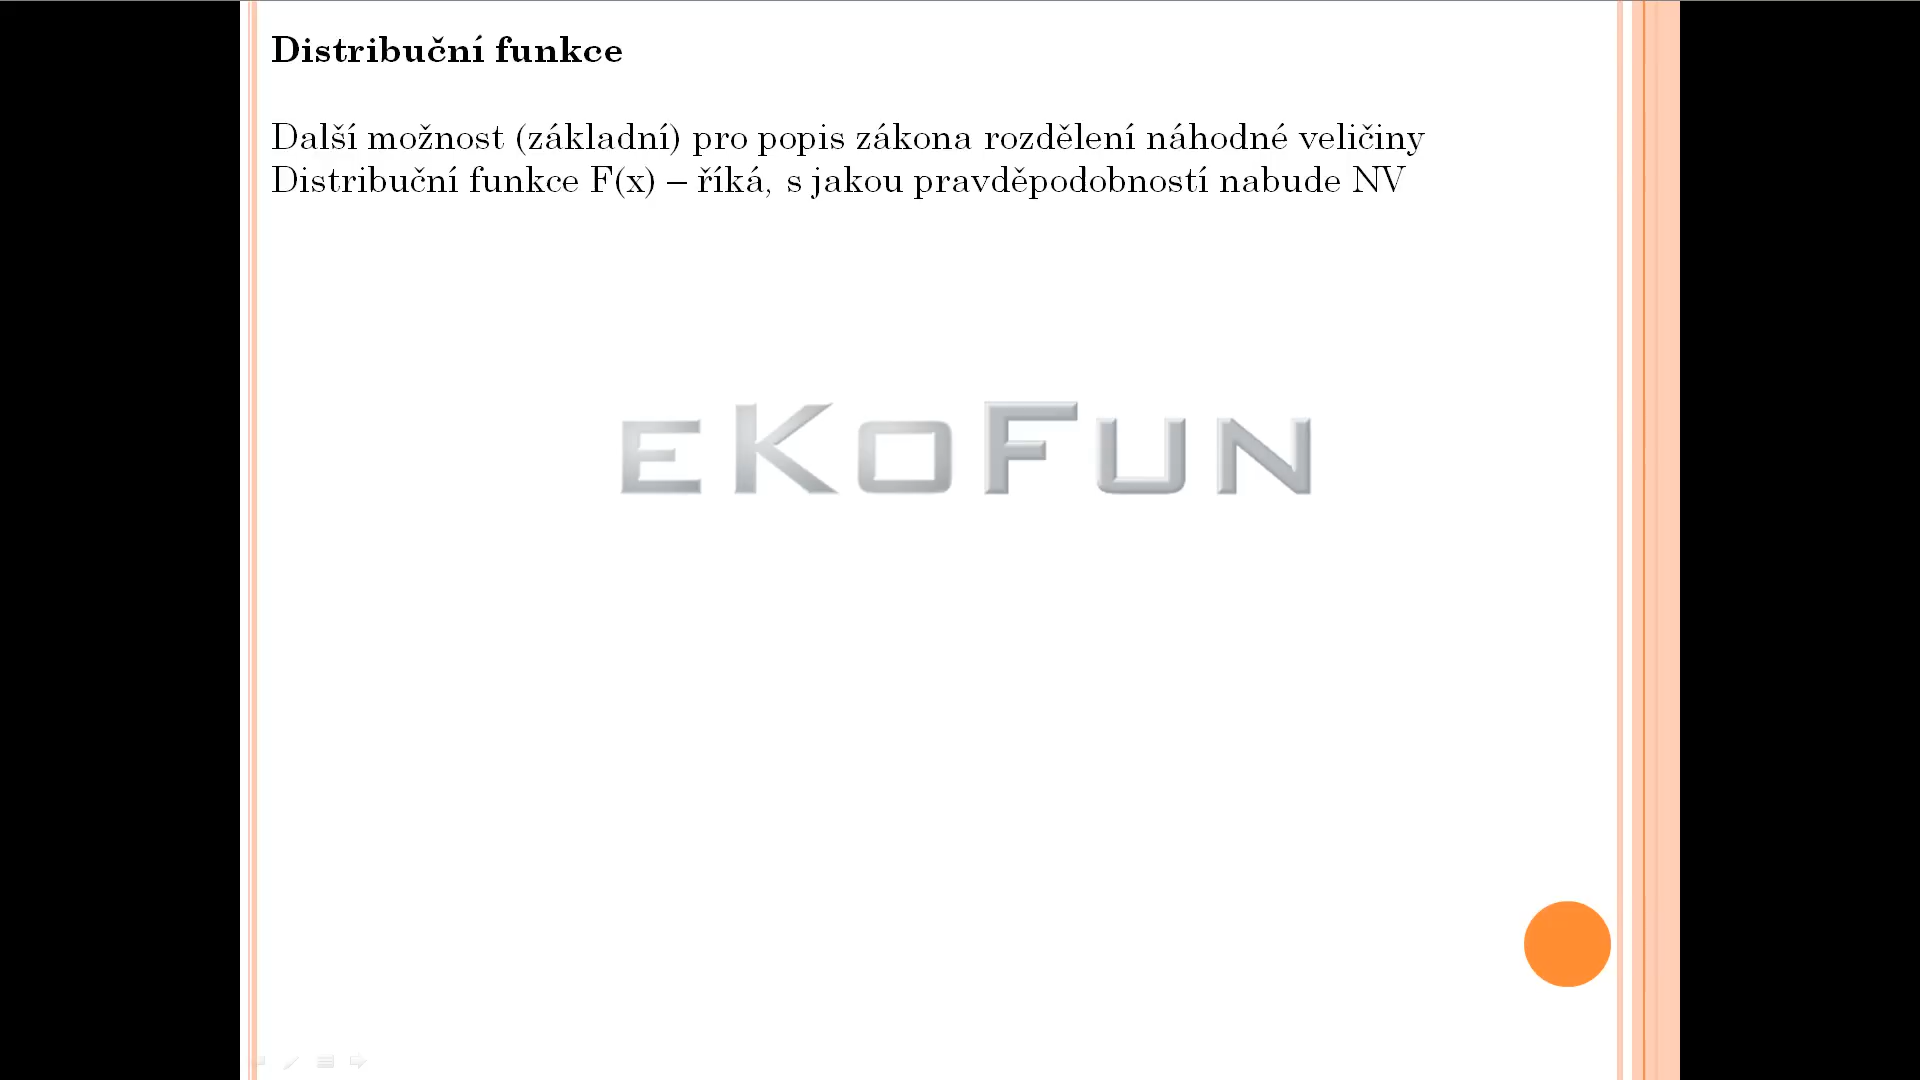 Distribuční funkce
Další možnost (základní) pro popis zákona rozdělení náhodné veličiny
Distribuční funkce F(x) – říká, s jakou pravděpodobností nabude NV
eKoFun